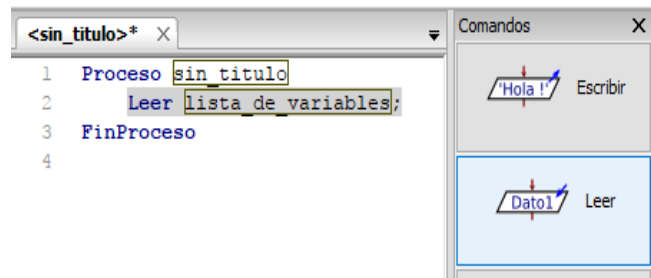 <sin_titulo>* X
1 Proceso sin_titulo
2 Leer lista_de_variables;
3 FinProceso
4
Comandos X
'Hola !' Escribir
Dato1 Leer